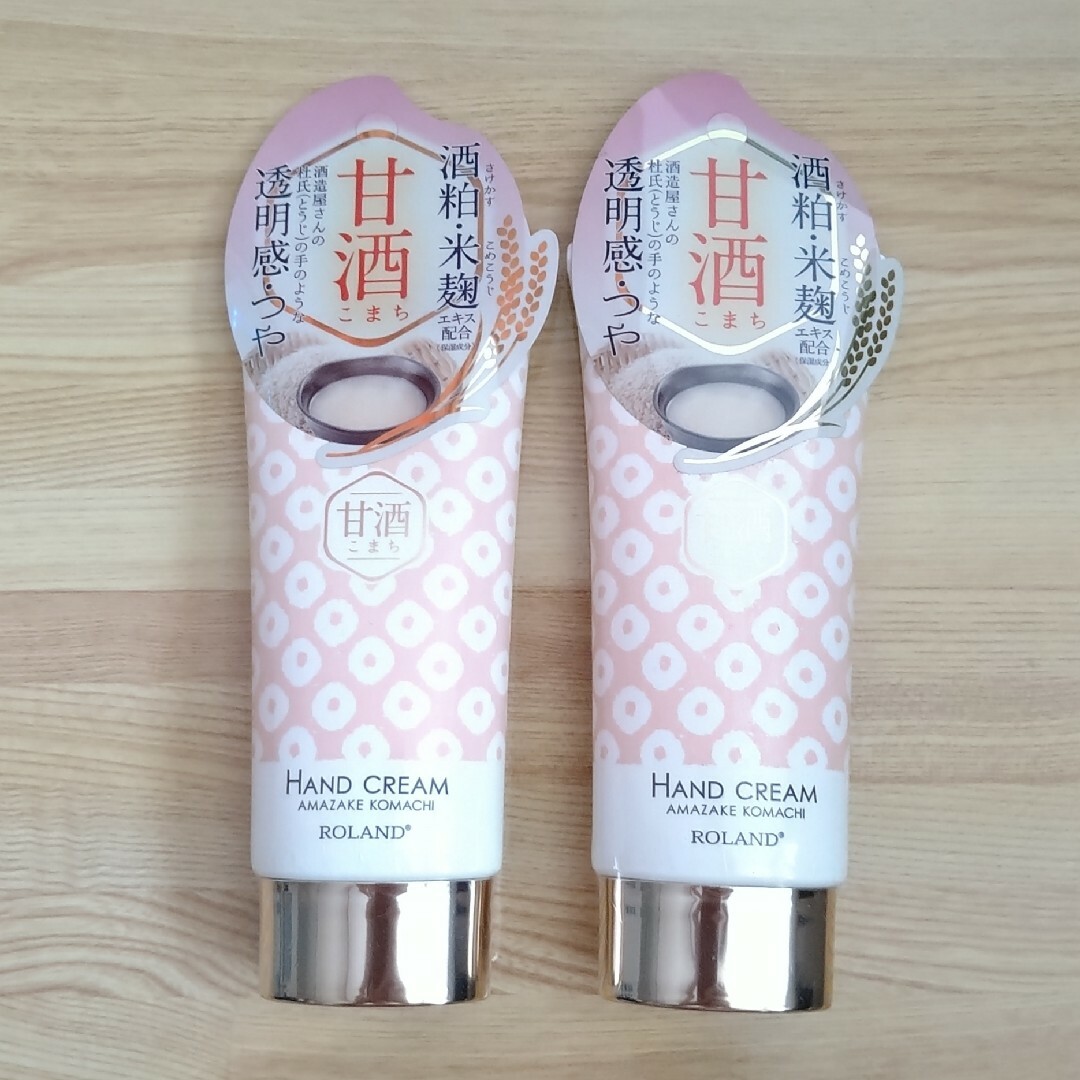 酒粕・米麹
さけかす
こめこうじ
エキス
配合
(保湿成分)
甘酒
こまち
酒造屋さんの
杜氏(とうじ)の手のような
透明感・つや
甘酒
こまち
HAND CREAM
AMAZAKE KOMACHI
ROLAND®
酒粕・米麹
さけかす
こめこうじ
エキス
配合
(保湿成分)
甘酒
こまち
酒造屋さんの
杜氏(とうじ)の手のような
透明感・つや
HAND CREAM
AMAZAKE KOMACHI
ROLAND®